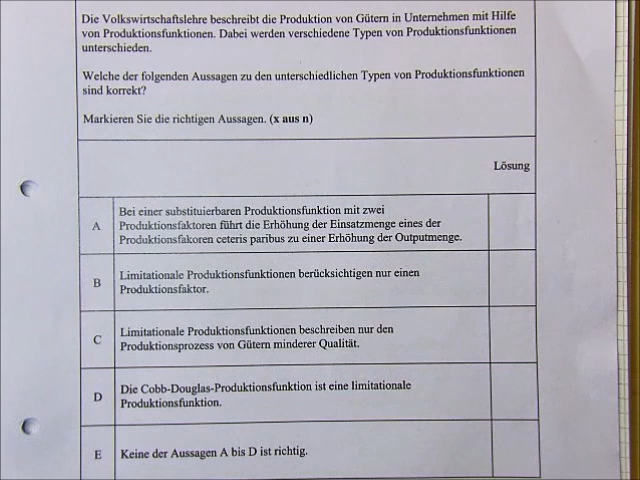 Die Volkswirtschaftslehre beschreibt die Produktion von Gütern in Unternehmen mit Hilfe
von Produktionsfunktionen. Dabei werden verschiedene Typen von Produktionsfunktionen
unterschieden.
Welche der folgenden Aussagen zu den unterschiedlichen Typen von Produktionsfunktionen
sind korrekt?
Markieren Sie die richtigen Aussagen. (x aus n)
Lösung
A
Bei einer substituierbaren Produktionsfunktion mit zwei
Produktionsfaktoren führt die Erhöhung der Einsatzmenge eines der
Produktionsfakoren ceteris paribus zu einer Erhöhung der Outputmenge.
B
Limitationale Produktionsfunktionen berücksichtigen nur einen
Produktionsfaktor.
C
Limitationale Produktionsfunktionen beschreiben nur den
Produktionsprozess von Gütern minderer Qualität.
D
Die Cobb-Douglas-Produktionsfunktion ist eine limitationale
Produktionsfunktion.
E
Keine der Aussagen A bis D ist richtig.